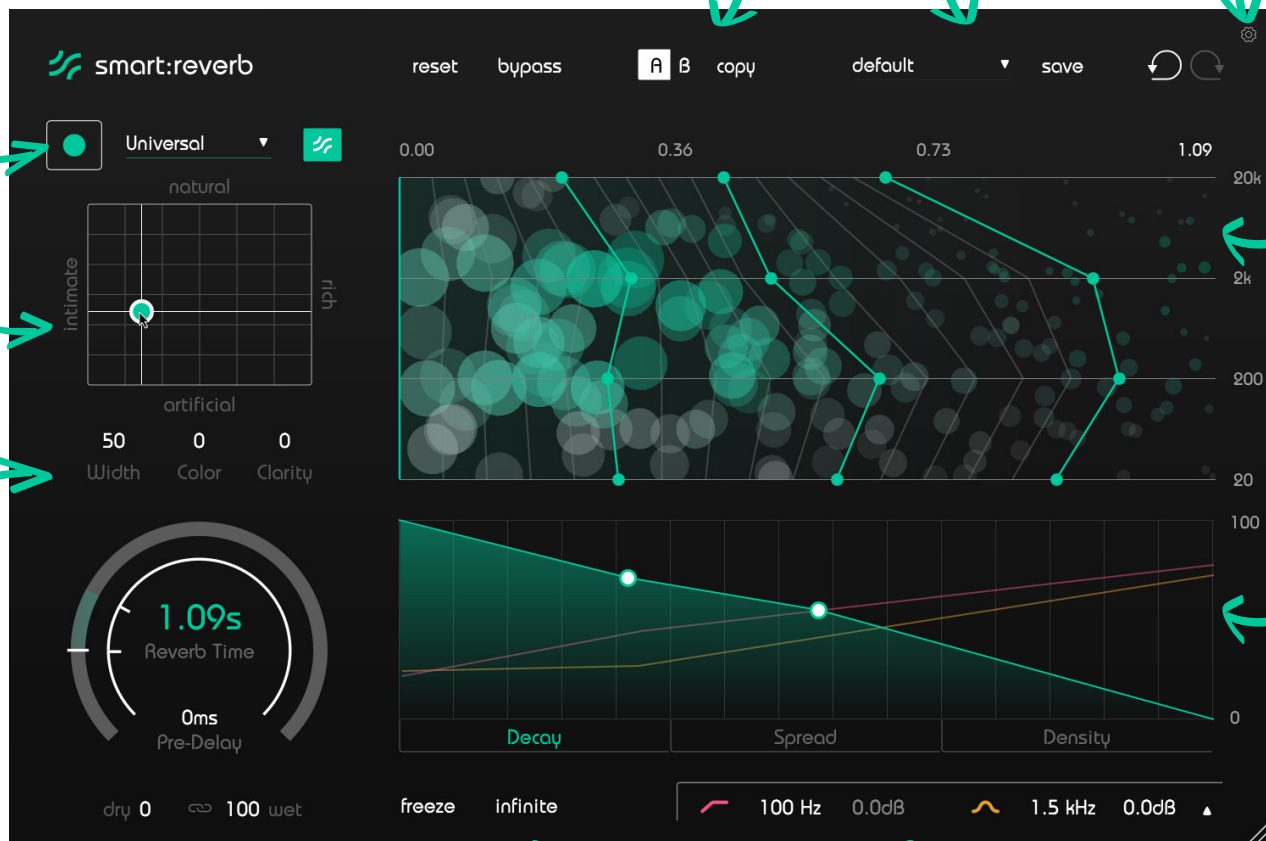 smart:reverb reset bypass A B copy default save
Universal
0.00 0.36 0.73 1.09
natural
intimate
rich
artificial
20k
2k
200
20
50 0 0
Width Color Clarity
1.09s
Reverb Time
0ms
Pre-Delay
100
0
Decay Spread Density
dry 0 100 wet
freeze infinite
100 Hz 0.0dB 1.5 kHz 0.0dB